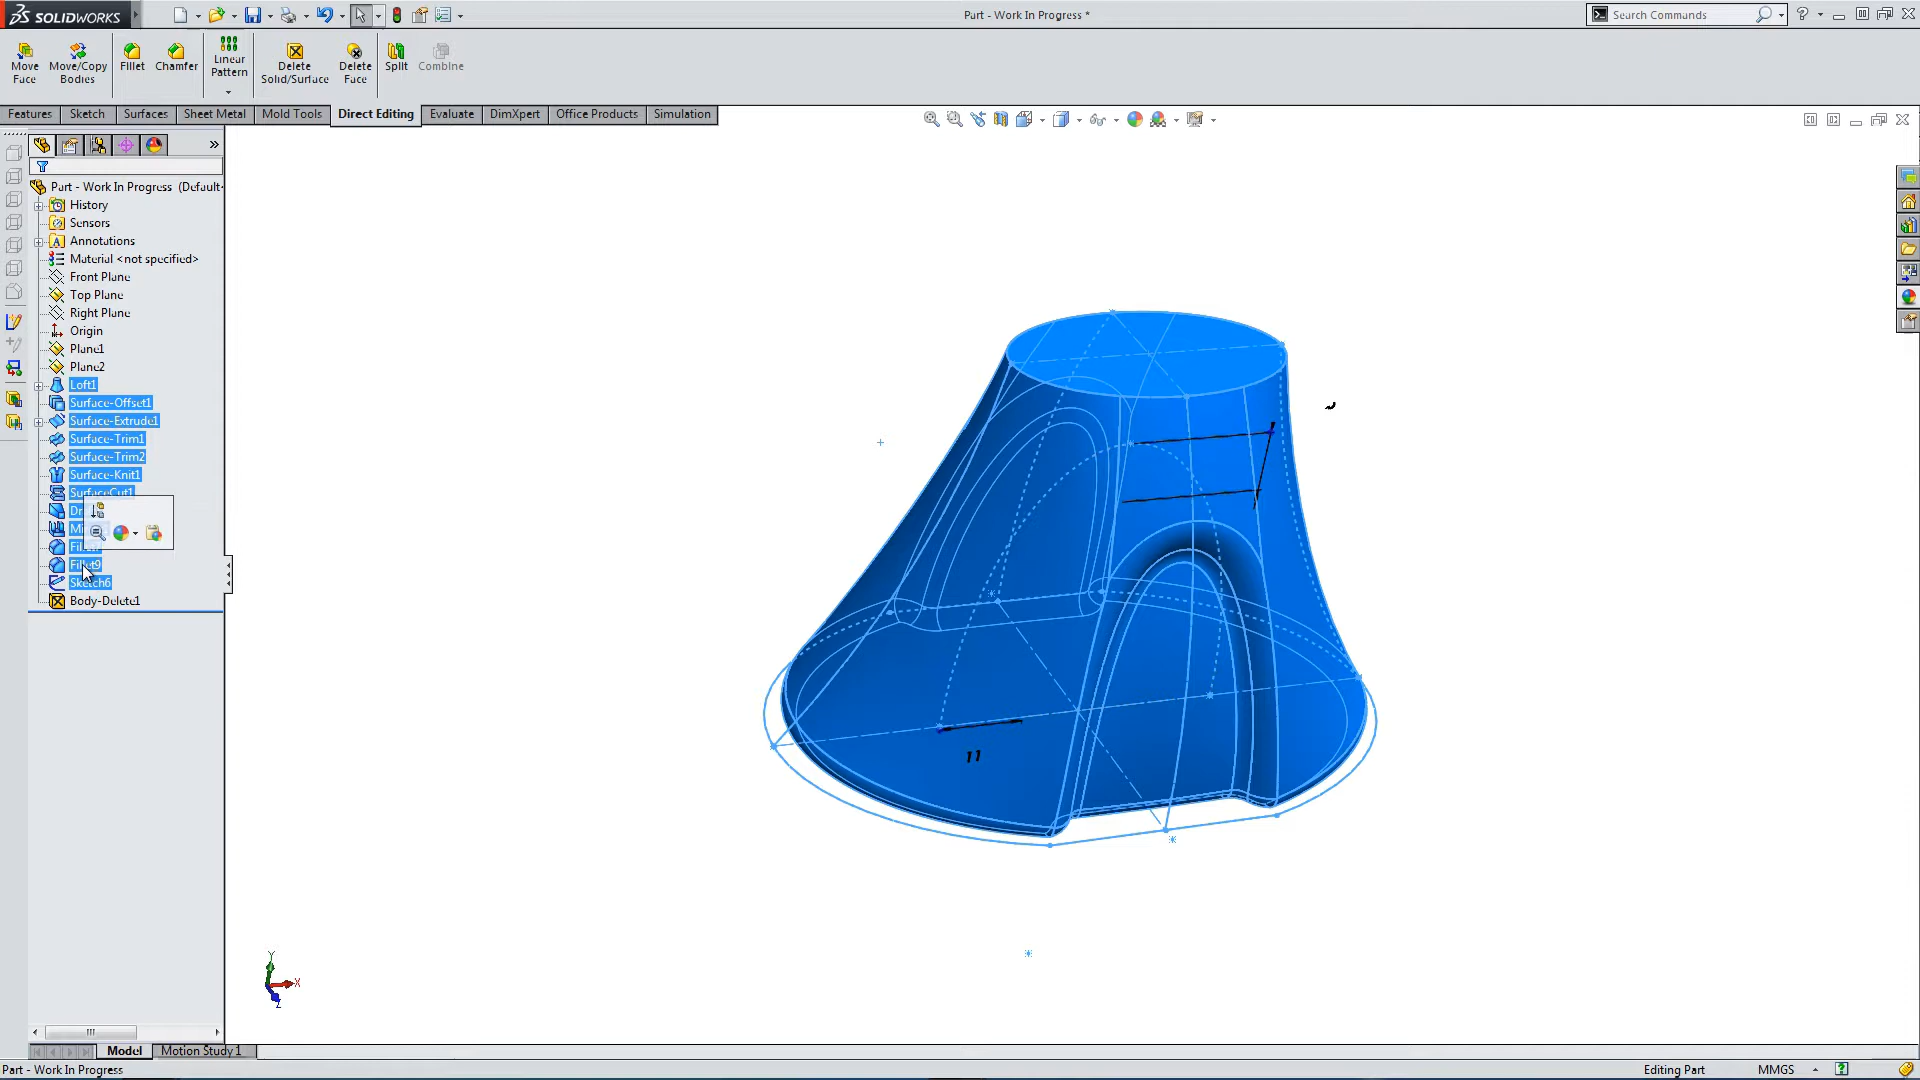 SOLIDWORKS
Part - Work In Progress *
Search Commands
Move Face
Move/Copy Bodies
Fillet
Chamfer
Linear Pattern
Delete Solid/Surface
Delete Face
Split
Combine
Features
Sketch
Surfaces
Sheet Metal
Mold Tools
Direct Editing
Evaluate
DimXpert
Office Products
Simulation
Part - Work In Progress (Default
History
Sensors
Annotations
Material <not specified>
Front Plane
Top Plane
Right Plane
Origin
Plane1
Plane2
Loft1
Surface-Offset1
Surface-Extrude1
Surface-Trim1
Surface-Trim2
Surface-Knit1
SurfaceCut1
Sketch6
Body-Delete1
Y
X
Z
Model
Motion Study 1
Part - Work In Progress
Editing Part
MMGS